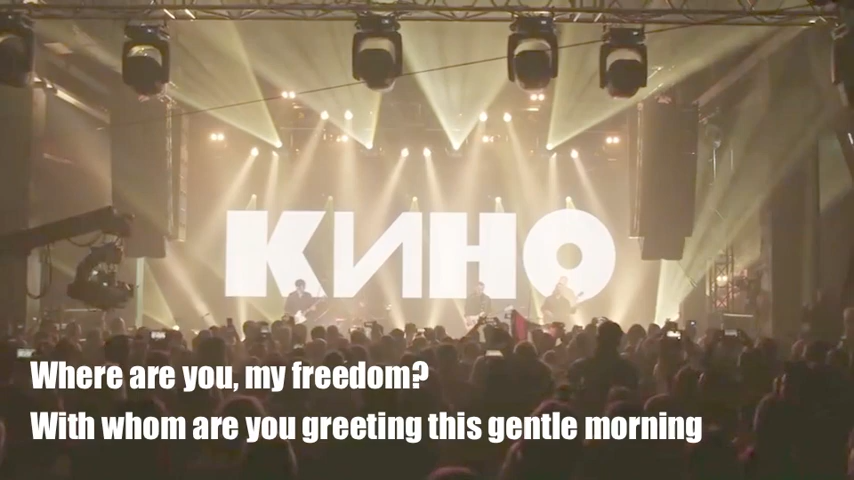 КИНО
Where are you, my freedom?
With whom are you greeting this gentle morning